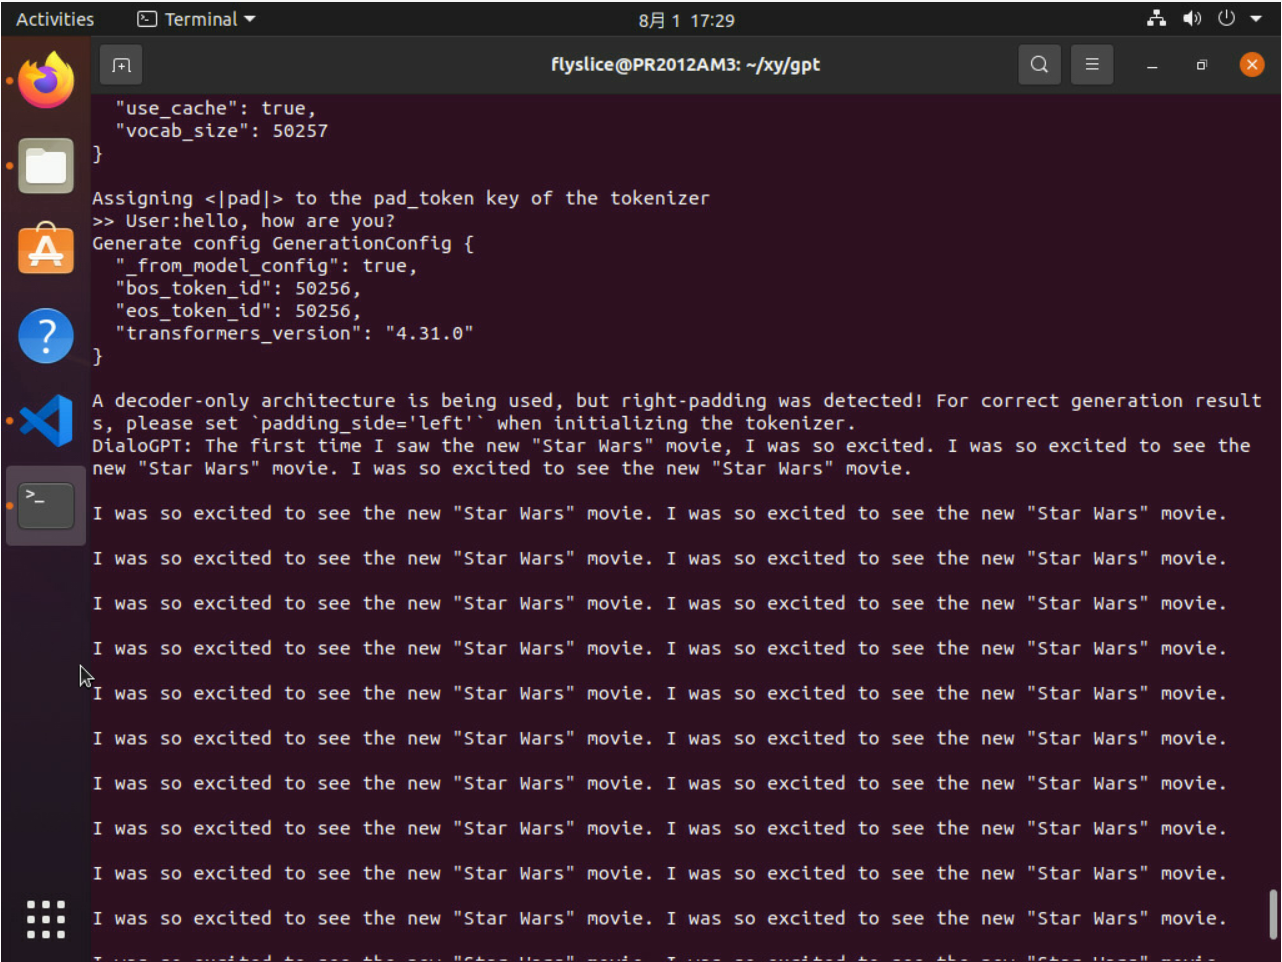 Activities
Terminal
8月 1 17:29
flyslice@PR2012AM3: ~/xy/gpt
"use_cache": true,
"vocab_size": 50257
}
Assigning <|pad|> to the pad_token key of the tokenizer
>> User:hello, how are you?
Generate config GenerationConfig {
"_from_model_config": true,
"bos_token_id": 50256,
"eos_token_id": 50256,
"transformers_version": "4.31.0"
}
A decoder-only architecture is being used, but right-padding was detected! For correct generation result
s, please set `padding_side='left'` when initializing the tokenizer.
DialoGPT: The first time I saw the new "Star Wars" movie, I was so excited. I was so excited to see the
new "Star Wars" movie. I was so excited to see the new "Star Wars" movie.
I was so excited to see the new "Star Wars" movie. I was so excited to see the new "Star Wars" movie.
I was so excited to see the new "Star Wars" movie. I was so excited to see the new "Star Wars" movie.
I was so excited to see the new "Star Wars" movie. I was so excited to see the new "Star Wars" movie.
I was so excited to see the new "Star Wars" movie. I was so excited to see the new "Star Wars" movie.
I was so excited to see the new "Star Wars" movie. I was so excited to see the new "Star Wars" movie.
I was so excited to see the new "Star Wars" movie. I was so excited to see the new "Star Wars" movie.
I was so excited to see the new "Star Wars" movie. I was so excited to see the new "Star Wars" movie.
I was so excited to see the new "Star Wars" movie. I was so excited to see the new "Star Wars" movie.
I was so excited to see the new "Star Wars" movie. I was so excited to see the new "Star Wars" movie.
I was so excited to see the new "Star Wars" movie. I was so excited to see the new "Star Wars" movie.